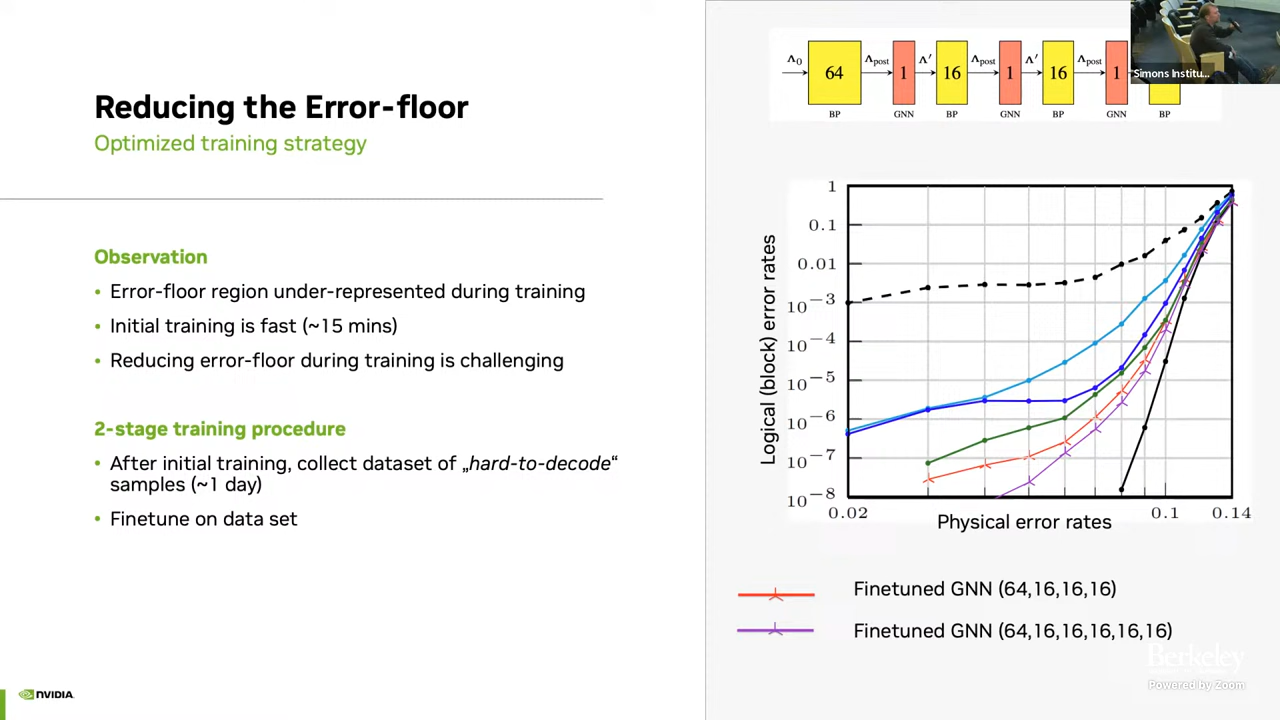 Reducing the Error-floor
Optimized training strategy
Observation
• Error-floor region under-represented during training
• Initial training is fast (~15 mins)
• Reducing error-floor during training is challenging
2-stage training procedure
• After initial training, collect dataset of „hard-to-decode“
samples (~1 day)
• Finetune on data set
NVIDIA.
Λ0 64 Λpost 1 Λ′ 16 Λpost 1 Λ′ 16 Λpost 1
BP GNN BP GNN BP GNN BP
Simons Institu...
Logical (block) error rates
1
0.1
0.01
10−3
10−4
10−5
10−6
10−7
10−8
0.02 0.1 0.14
Physical error rates
Finetuned GNN (64,16,16,16)
Finetuned GNN (64,16,16,16,16,16)
Berkeley
Powered by Zoom